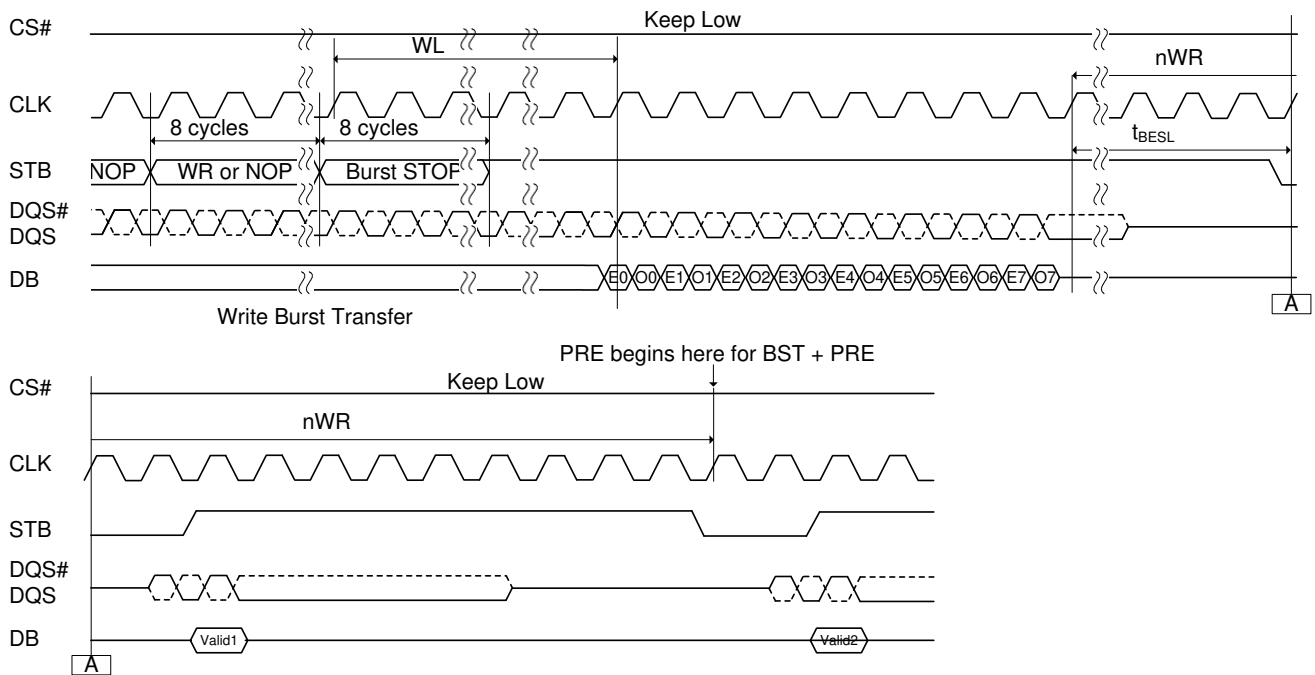 CS# Keep Low
WL nWR
CLK
8 cycles 8 cycles tBESL
STB NOP WR or NOP Burst STOP
DQS#
DQS
DB E0 O0 E1 O1 E2 O2 E3 O3 E4 O4 E5 O5 E6 O6 E7 O7
A
Write Burst Transfer
PRE begins here for BST + PRE
CS# Keep Low
nWR
CLK
STB
DQS#
DQS
DB Valid1 Valid2
A